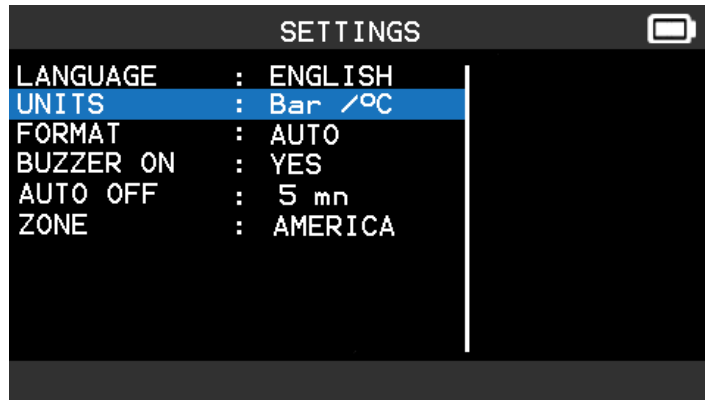 SETTINGS
LANGUAGE : ENGLISH
UNITS : Bar /ºC
FORMAT : AUTO
BUZZER ON : YES
AUTO OFF : 5 mn
ZONE : AMERICA